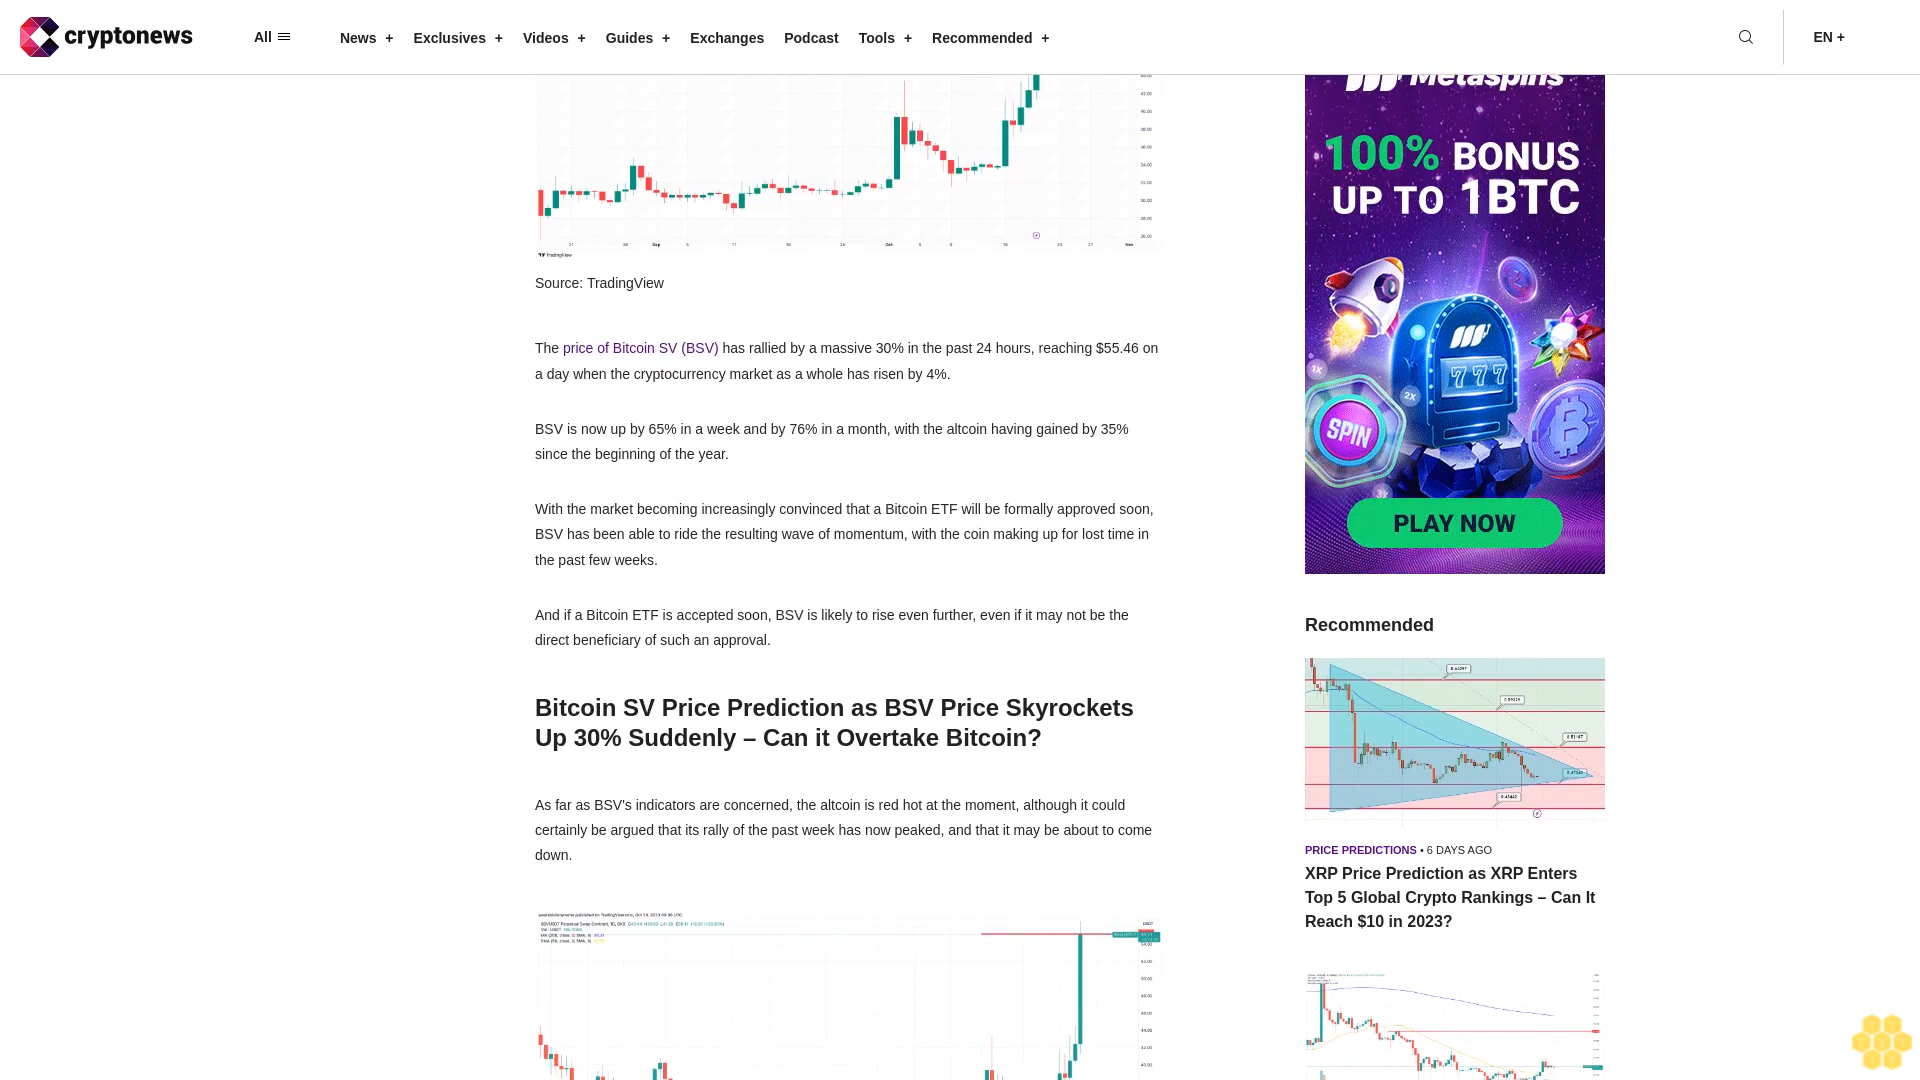 cryptonews
All
News +
Exclusives +
Videos +
Guides +
Exchanges
Podcast
Tools +
Recommended +
EN +
TradingView
Source: TradingView
The price of Bitcoin SV (BSV) has rallied by a massive 30% in the past 24 hours, reaching $55.46 on
a day when the cryptocurrency market as a whole has risen by 4%.
BSV is now up by 65% in a week and by 76% in a month, with the altcoin having gained by 35%
since the beginning of the year.
With the market becoming increasingly convinced that a Bitcoin ETF will be formally approved soon,
BSV has been able to ride the resulting wave of momentum, with the coin making up for lost time in
the past few weeks.
And if a Bitcoin ETF is accepted soon, BSV is likely to rise even further, even if it may not be the
direct beneficiary of such an approval.
Bitcoin SV Price Prediction as BSV Price Skyrockets
Up 30% Suddenly – Can it Overtake Bitcoin?
As far as BSV's indicators are concerned, the altcoin is red hot at the moment, although it could
certainly be argued that its rally of the past week has now peaked, and that it may be about to come
down.
Metaspins
100% BONUS
UP TO 1BTC
1X
2X
777
SPIN
3X
PLAY NOW
Recommended
PRICE PREDICTIONS • 6 DAYS AGO
XRP Price Prediction as XRP Enters
Top 5 Global Crypto Rankings – Can It
Reach $10 in 2023?